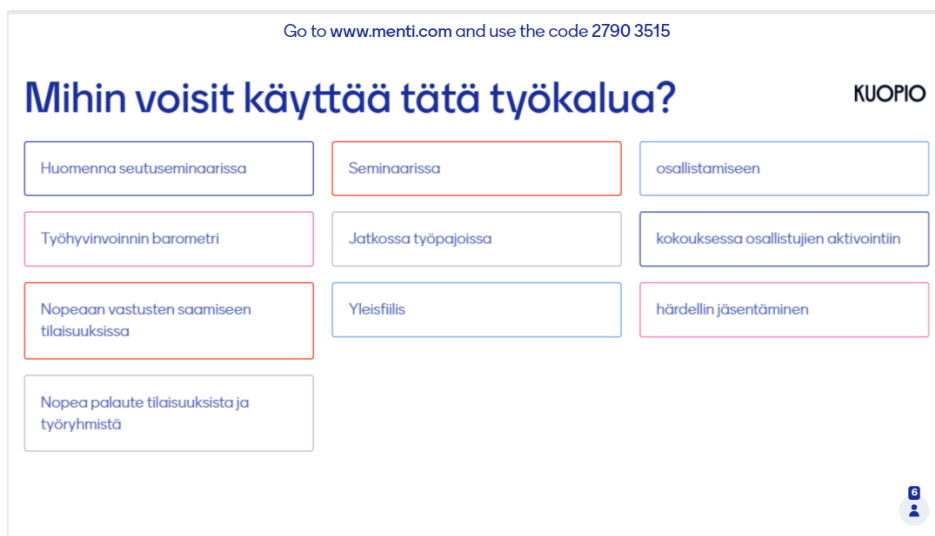 Go to www.menti.com and use the code 2790 3515
Mihin voisit käyttää tätä työkalua?
KUOPIO
Huomenna seutuseminaarissa
Seminaarissa
osallistamiseen
Työhyvinvoinnin barometri
Jatkossa työpajoissa
kokouksessa osallistujien aktivointiin
Nopeaan vastusten saamiseen
tilaisuuksissa
Yleisfiilis
härdellin jäsentäminen
Nopea palaute tilaisuuksista ja
työryhmistä
6